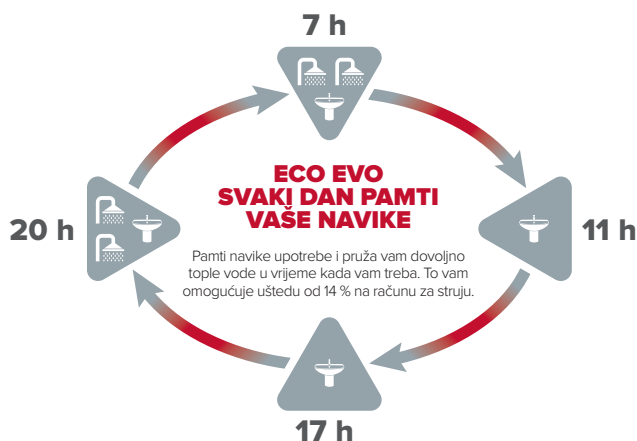 7 h
ECO EVO
SVAKI DAN PAMTI
VAŠE NAVIKE
20 h
11 h
Pamti navike upotrebe i pruža vam dovoljno
tople vode u vrijeme kada vam treba. To vam
omogućuje uštedu od 14 % na računu za struju.
17 h